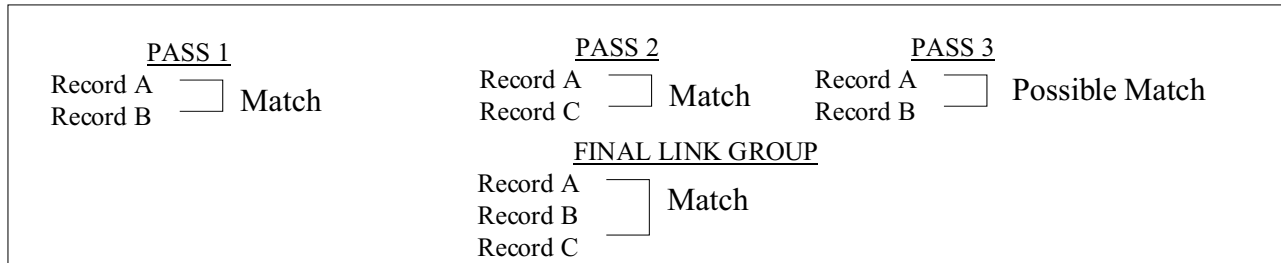 PASS 1
Record A
Record B
Match
PASS 2
Record A
Record C
Match
PASS 3
Record A
Record B
Possible Match
FINAL LINK GROUP
Record A
Record B
Record C
Match